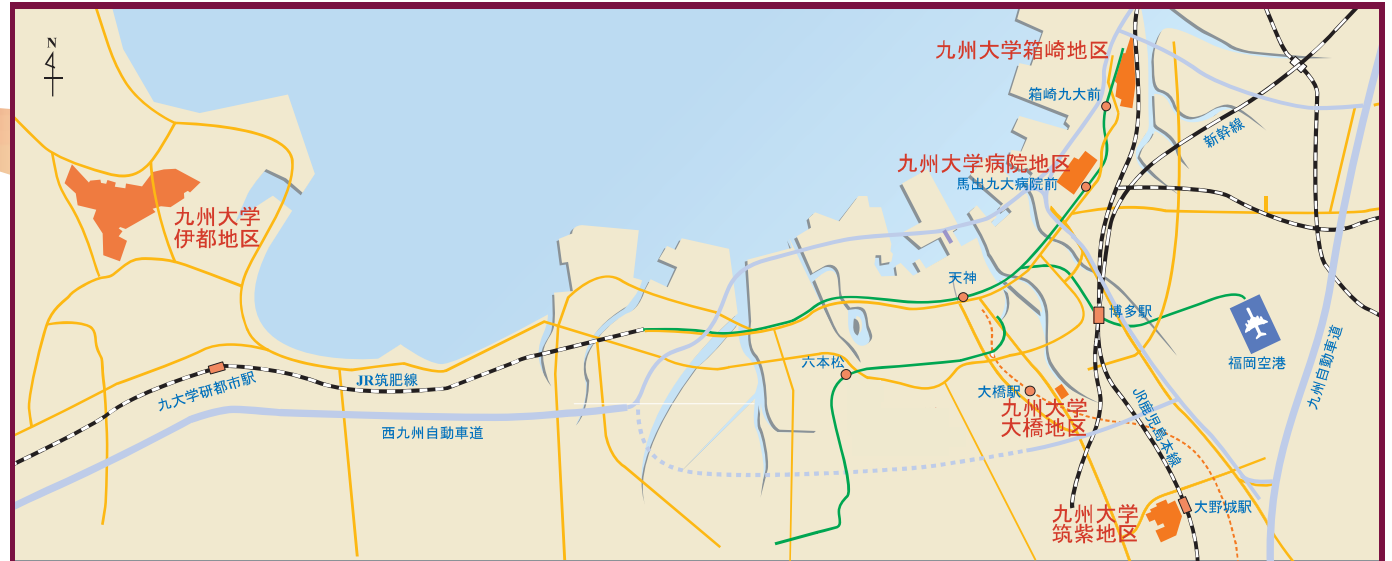 N
九州大学箱崎地区
箱崎九大前
新幹線
九州大学病院地区
馬出九大病院前
九州大学
伊都地区
天神
博多駅
福岡空港
九州自動車道
六本松
九大学研都市駅
JR筑肥線
西九州自動車道
大橋駅
九州大学
大橋地区
JR鹿児島本線
九州大学
筑紫地区
大野城駅